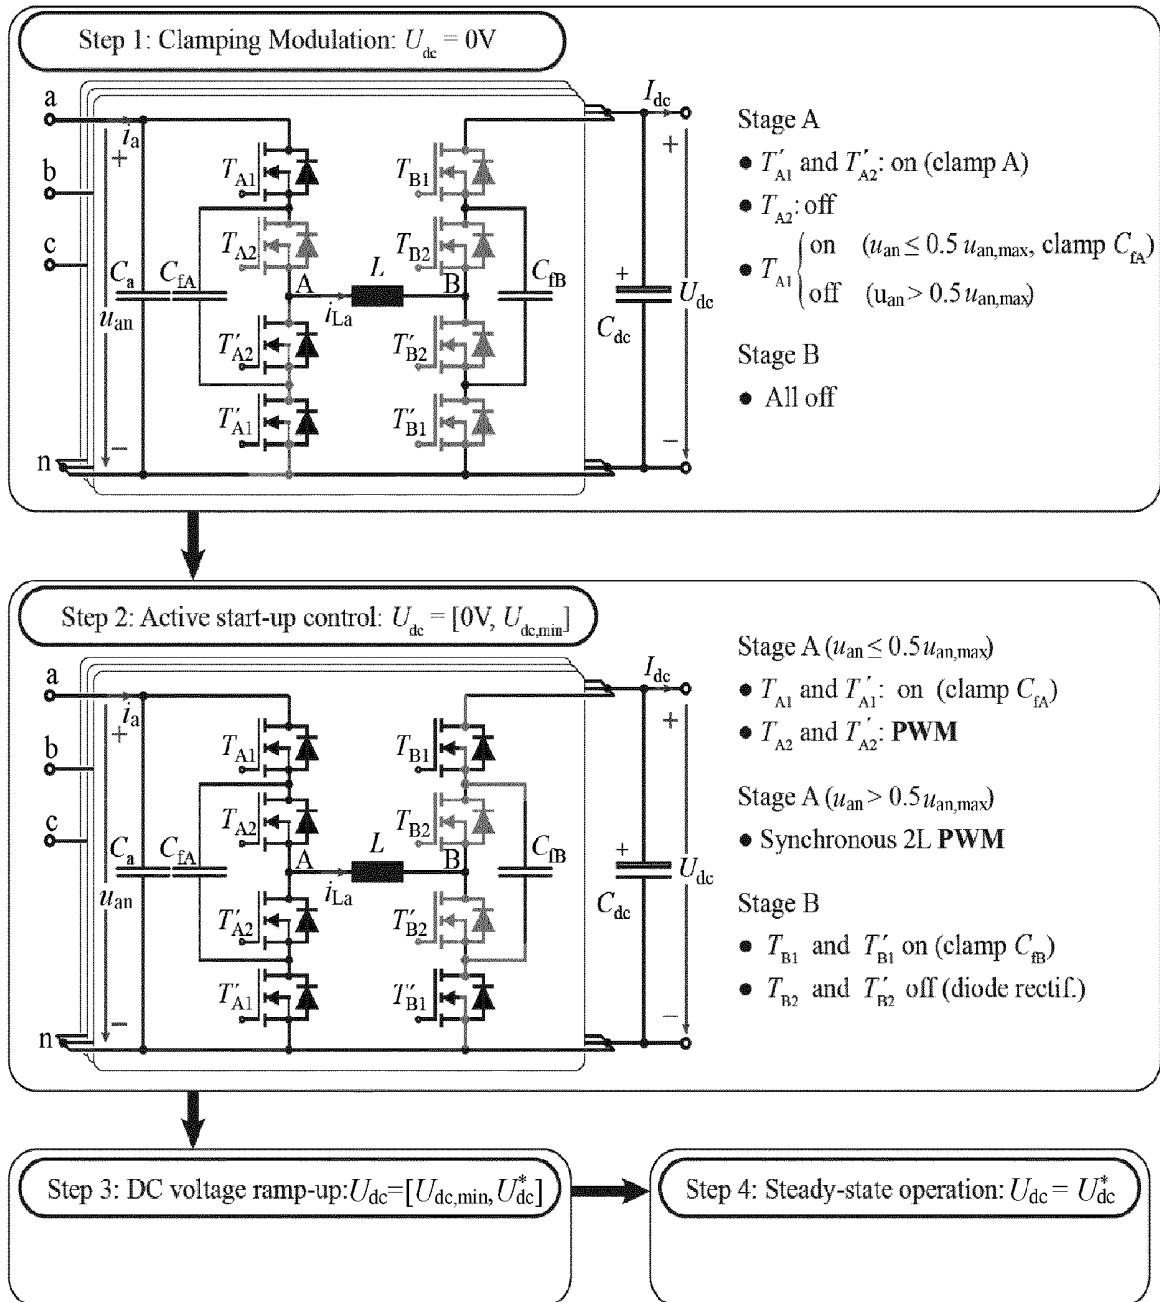 Step 1: Clamping Modulation: U_dc = 0V
a
i_a
+
b
c
C_a
C_fA
u_an
−
n
T_A1
T_A2
A
L
i_La
T′_A2
T′_A1
T_B1
T_B2
B
C_fB
T′_B2
T′_B1
I_dc
+
+
U_dc
C_dc
−
Stage A
● T′_A1 and T′_A2: on (clamp A)
● T_A2: off
● T_A1 { on (u_an ≤ 0.5 u_an,max, clamp C_fA)
off (u_an > 0.5 u_an,max)
Stage B
● All off
Step 2: Active start-up control: U_dc = [0V, U_dc,min]
a
i_a
+
b
c
C_a
C_fA
u_an
−
n
T_A1
T_A2
A
L
i_La
T′_A2
T′_A1
T_B1
T_B2
B
C_fB
T′_B2
T′_B1
I_dc
+
+
U_dc
C_dc
−
Stage A (u_an ≤ 0.5u_an,max)
● T_A1 and T′_A1: on (clamp C_fA)
● T_A2 and T′_A2: PWM
Stage A (u_an > 0.5u_an,max)
● Synchronous 2L PWM
Stage B
● T_B1 and T′_B1 on (clamp C_fB)
● T_B2 and T′_B2 off (diode rectif.)
Step 3: DC voltage ramp-up:U_dc=[U_dc,min, U*_dc]
Step 4: Steady-state operation: U_dc = U*_dc